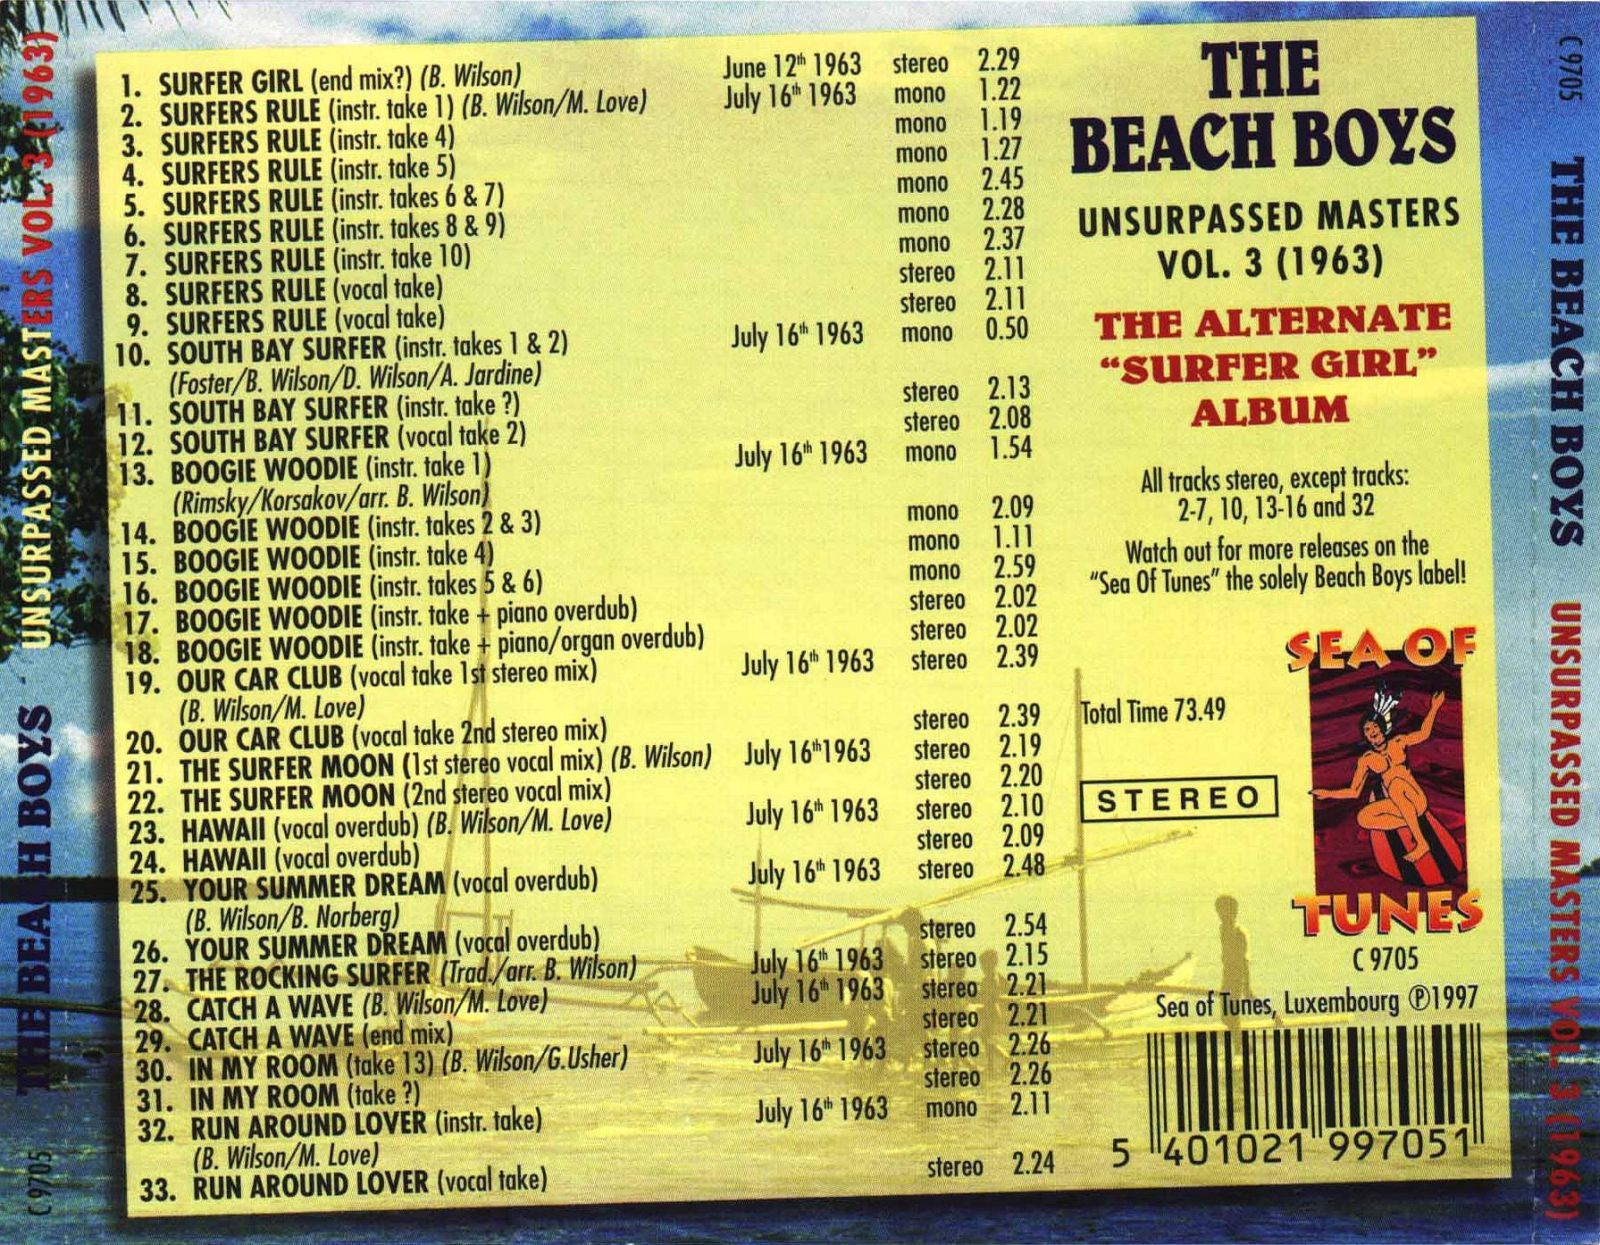 THE BEACH BOYS UNSURPASSED MASTERS VOL. 3 (1963)
C 9705
1. SURFER GIRL (end mix?) (B. Wilson) June 12th 1963 stereo 2.29
2. SURFERS RULE (instr. take 1) (B. Wilson/M. Love) July 16th 1963 mono 1.22
3. SURFERS RULE (instr. take 4) mono 1.19
4. SURFERS RULE (instr. take 5) mono 1.27
5. SURFERS RULE (instr. takes 6 & 7) mono 2.45
6. SURFERS RULE (instr. takes 8 & 9) mono 2.28
7. SURFERS RULE (instr. take 10) mono 2.37
8. SURFERS RULE (vocal take) stereo 2.11
9. SURFERS RULE (vocal take) stereo 2.11
10. SOUTH BAY SURFER (instr. takes 1 & 2) July 16th 1963 mono 0.50
(Foster/B. Wilson/D. Wilson/A. Jardine)
11. SOUTH BAY SURFER (instr. take ?) stereo 2.13
12. SOUTH BAY SURFER (vocal take 2) stereo 2.08
13. BOOGIE WOODIE (instr. take 1) July 16th 1963 mono 1.54
(Rimsky/Korsakov/arr. B. Wilson)
14. BOOGIE WOODIE (instr. takes 2 & 3) mono 2.09
15. BOOGIE WOODIE (instr. take 4) mono 1.11
16. BOOGIE WOODIE (instr. takes 5 & 6) mono 2.59
17. BOOGIE WOODIE (instr. take + piano overdub) stereo 2.02
18. BOOGIE WOODIE (instr. take + piano/organ overdub) stereo 2.02
19. OUR CAR CLUB (vocal take 1st stereo mix) July 16th 1963 stereo 2.39
(B. Wilson/M. Love)
20. OUR CAR CLUB (vocal take 2nd stereo mix) stereo 2.39
21. THE SURFER MOON (1st stereo vocal mix) (B. Wilson) July 16th1963 stereo 2.19
22. THE SURFER MOON (2nd stereo vocal mix) stereo 2.20
23. HAWAII (vocal overdub) (B. Wilson/M. Love) July 16th 1963 stereo 2.10
24. HAWAII (vocal overdub) stereo 2.09
25. YOUR SUMMER DREAM (vocal overdub) July 16th 1963 stereo 2.48
(B. Wilson/B. Norberg)
26. YOUR SUMMER DREAM (vocal overdub) stereo 2.54
27. THE ROCKING SURFER (Trad./arr. B. Wilson) July 16th 1963 stereo 2.15
28. CATCH A WAVE (B. Wilson/M. Love) July 16th 1963 stereo 2.21
29. CATCH A WAVE (end mix) stereo 2.21
30. IN MY ROOM (take 13) (B. Wilson/G.Usher) July 16th 1963 stereo 2.26
31. IN MY ROOM (take ?) stereo 2.26
32. RUN AROUND LOVER (instr. take) July 16th 1963 mono 2.11
(B. Wilson/M. Love)
33. RUN AROUND LOVER (vocal take) stereo 2.24
THE
BEACH BOYS
UNSURPASSED MASTERS
VOL. 3 (1963)
THE ALTERNATE
"SURFER GIRL"
ALBUM
All tracks stereo, except tracks:
2-7, 10, 13-16 and 32
Watch out for more releases on the
"Sea Of Tunes" the solely Beach Boys label!
SEA OF
TUNES
Total Time 73.49
STEREO
C 9705
Sea of Tunes, Luxembourg ℗1997
5 401021 997051
C 9705 THE BEACH BOYS UNSURPASSED MASTERS VOL. 3 (1963)